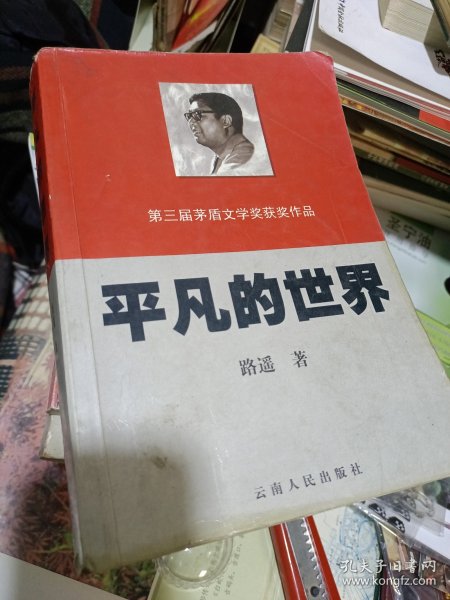 第三届茅盾文学奖获奖作品
平凡的世界
路遥 著
云南人民出版社
孔夫子旧书网
www.kongfz.com